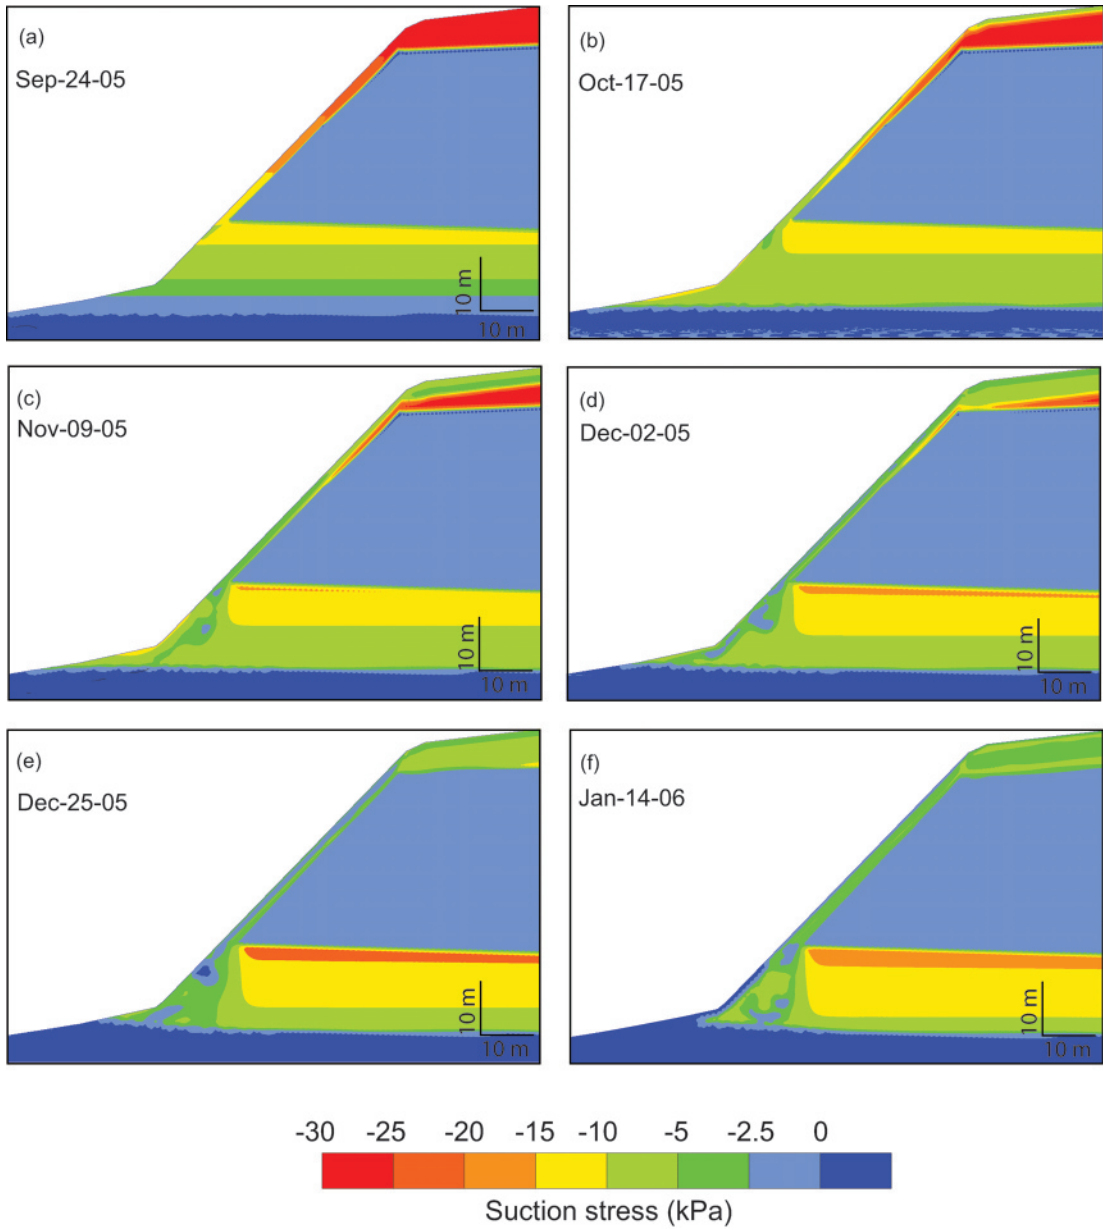 (a)
Sep-24-05
10 m
10 m
(b)
Oct-17-05
10 m
10 m
(c)
Nov-09-05
10 m
10 m
(d)
Dec-02-05
10 m
10 m
(e)
Dec-25-05
10 m
10 m
(f)
Jan-14-06
10 m
10 m
-30 -25 -20 -15 -10 -5 -2.5 0
Suction stress (kPa)